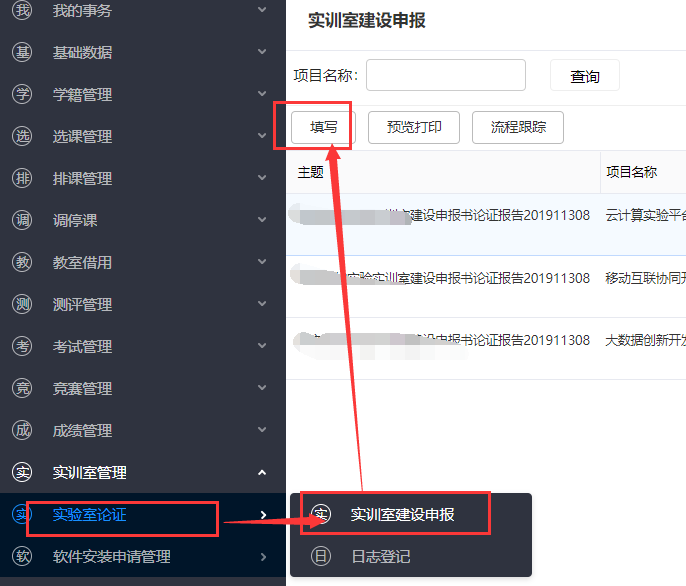 我 我的事务
基 基础数据
学 学籍管理
选 选课管理
排 排课管理
调 调停课
教 教室借用
测 测评管理
考 考试管理
竞 竞赛管理
成 成绩管理
实 实训室管理
实 实验室论证
软 软件安装申请管理
实训室建设申报
项目名称: 查询
填写 预览打印 流程跟踪
主题 项目名称
建设申报书论证报告201911308 云计算实验平
实验实训室建设申报书论证报告201911308 移动互联协同
建设申报书论证报告201911308 大数据创新开
实 实训室建设申报
日 日志登记